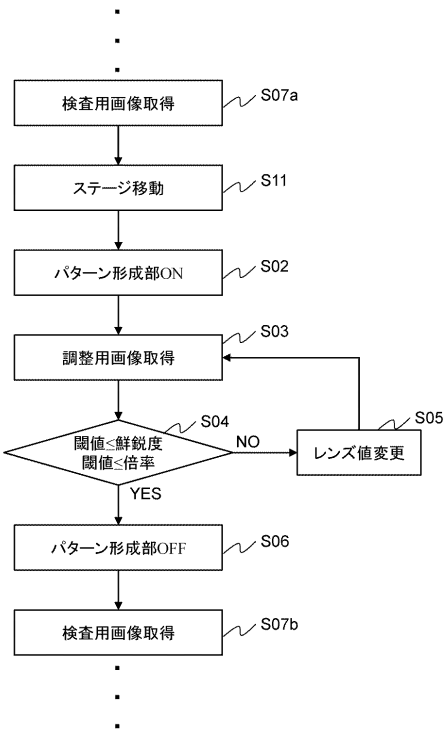 検査用画像取得
S07a
ステージ移動
S11
パターン形成部ON
S02
調整用画像取得
S03
閾値≤鮮鋭度
閾値≤倍率
S04
NO
レンズ値変更
S05
YES
パターン形成部OFF
S06
検査用画像取得
S07b